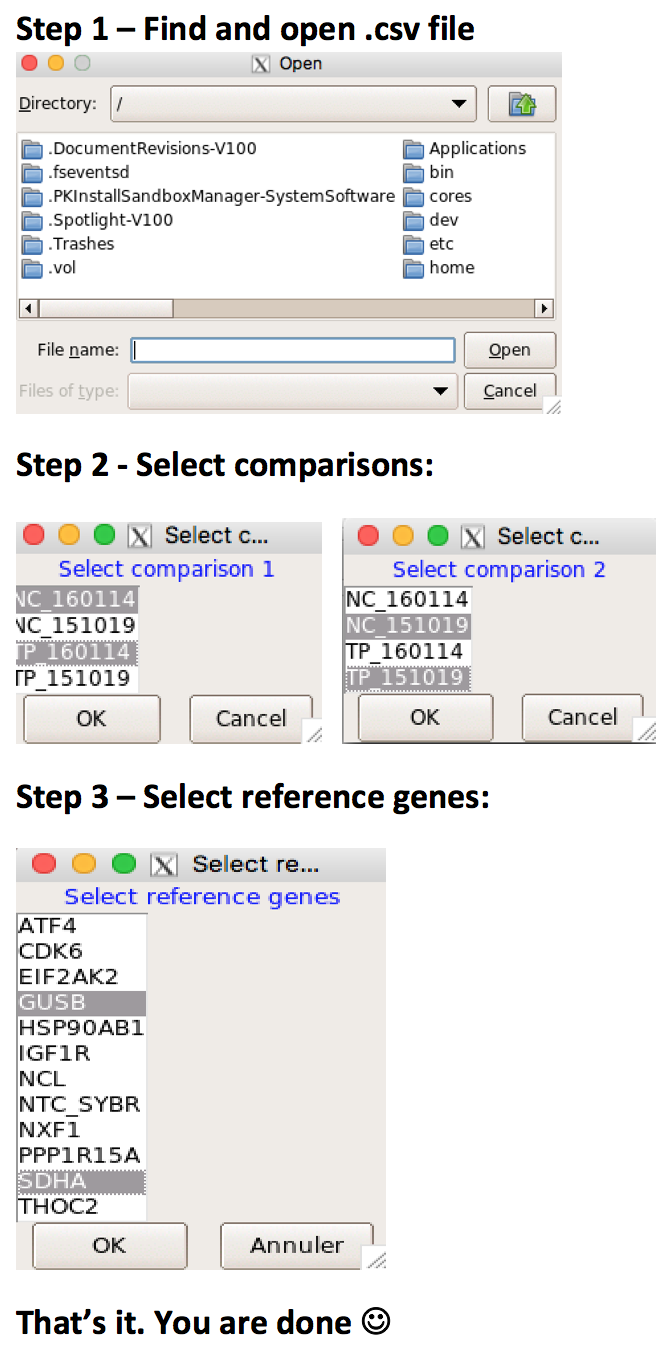 Step 1 – Find and open .csv file
X Open
Directory: /
.DocumentRevisions-V100 Applications
.fseventsd bin
.PKInstallSandboxManager-SystemSoftware cores
.Spotlight-V100 dev
.Trashes etc
.vol home
File name: Open
Files of type: Cancel
Step 2 - Select comparisons:
X Select c... X Select c...
Select comparison 1 Select comparison 2
NC_160114 NC_160114
NC_151019 NC_151019
TP_160114 TP_160114
TP_151019 TP_151019
OK Cancel OK Cancel
Step 3 – Select reference genes:
X Select re...
Select reference genes
ATF4
CDK6
EIF2AK2
GUSB
HSP90AB1
IGF1R
NCL
NTC_SYBR
NXF1
PPP1R15A
SDHA
THOC2
OK Annuler
That’s it. You are done ☺